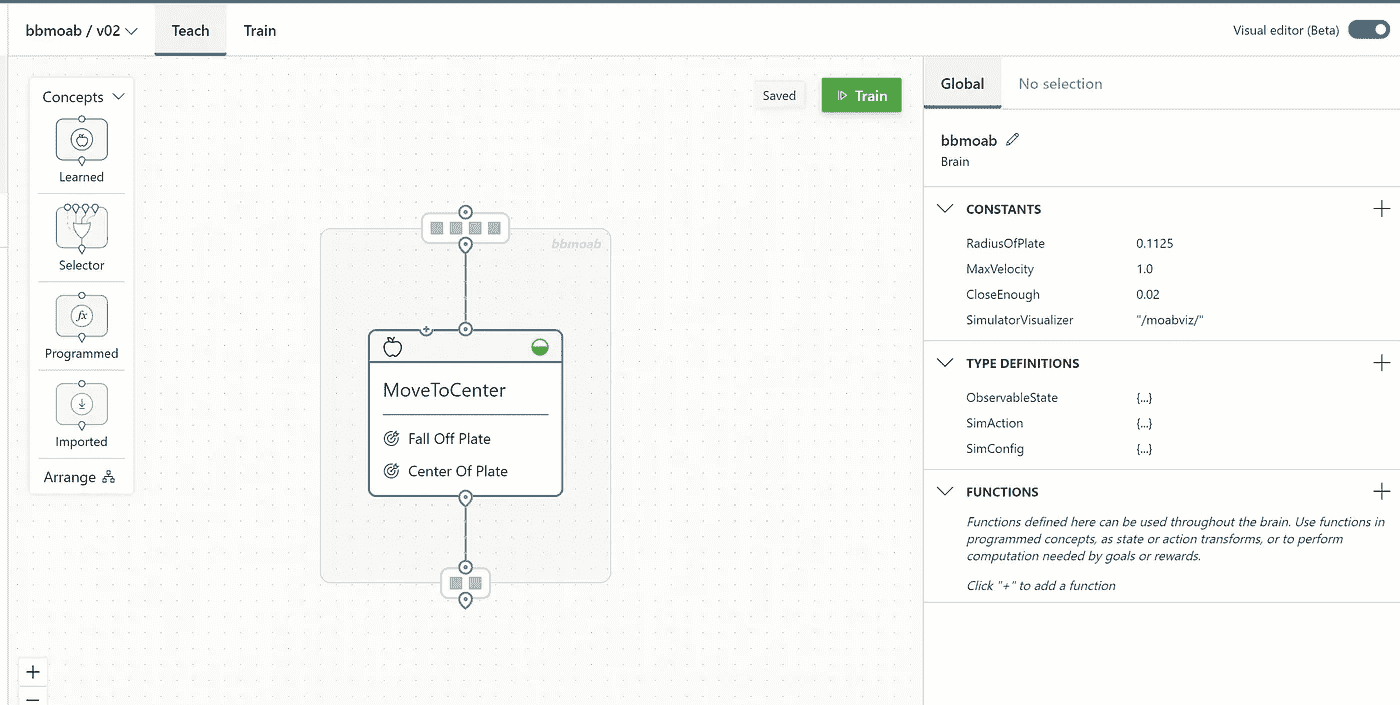 bbmoab / v02
Teach
Train
Visual editor (Beta)
Concepts
Learned
Selector
fx
Programmed
Imported
Arrange
Saved
Train
bbmoab
MoveToCenter
Fall Off Plate
Center Of Plate
Global
No selection
bbmoab
Brain
CONSTANTS
RadiusOfPlate 0.1125
MaxVelocity 1.0
CloseEnough 0.02
SimulatorVisualizer "/moabviz/"
TYPE DEFINITIONS
ObservableState {...}
SimAction {...}
SimConfig {...}
FUNCTIONS
Functions defined here can be used throughout the brain. Use functions in
programmed concepts, as state or action transforms, or to perform
computation needed by goals or rewards.
Click "+" to add a function